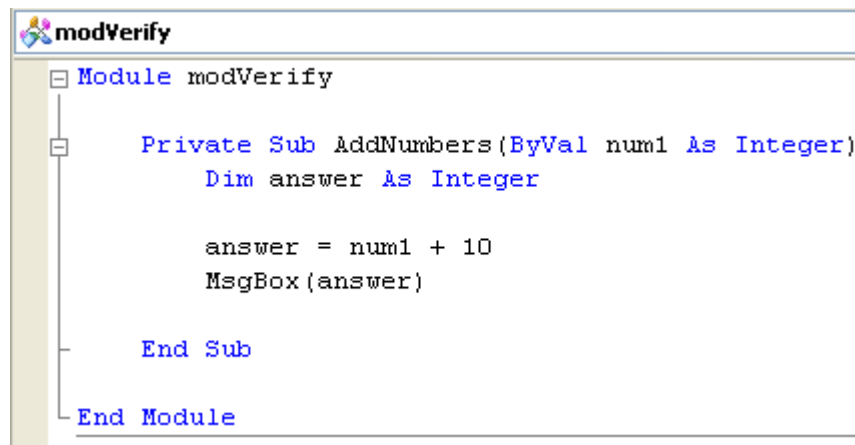 modVerify
Module modVerify
Private Sub AddNumbers(ByVal num1 As Integer)
Dim answer As Integer
answer = num1 + 10
MsgBox(answer)
End Sub
End Module